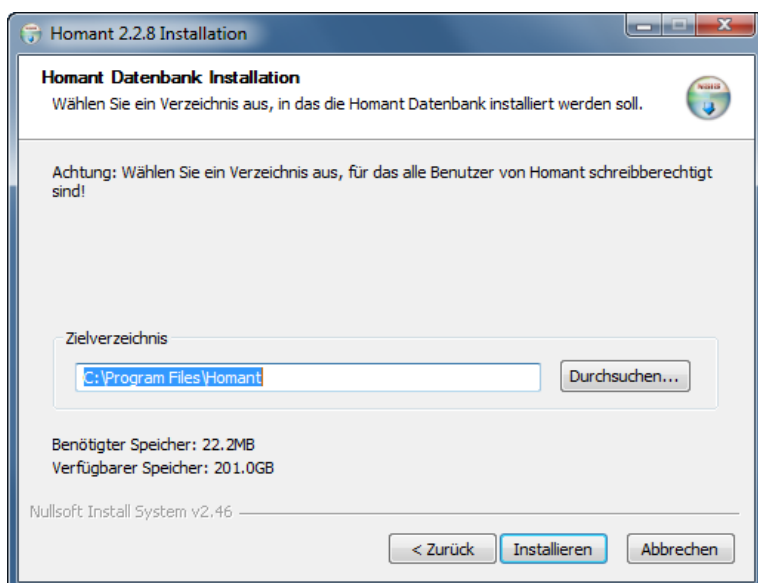 Homant 2.2.8 Installation
Homant Datenbank Installation
Wählen Sie ein Verzeichnis aus, in das die Homant Datenbank installiert werden soll.
NSIS
Achtung: Wählen Sie ein Verzeichnis aus, für das alle Benutzer von Homant schreibberechtigt
sind!
Zielverzeichnis
C:\Program Files\Homant
Durchsuchen...
Benötigter Speicher: 22.2MB
Verfügbarer Speicher: 201.0GB
Nullsoft Install System v2.46
< Zurück
Installieren
Abbrechen